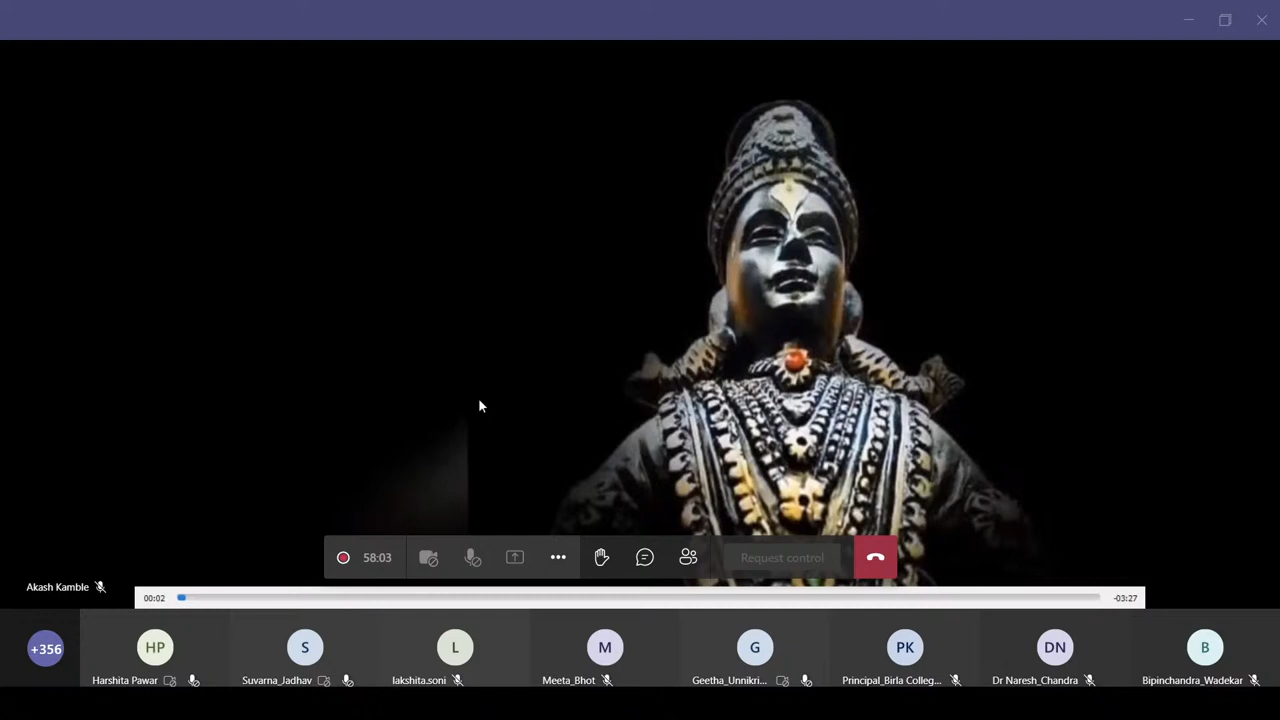 58:03
Request control
Akash Kamble
00:02
-03:27
+356
HP
S
L
M
G
PK
DN
B
Harshita Pawar
Suvarna_Jadhav
lakshita.soni
Meeta_Bhot
Geetha_Unnikri...
Principal_Birla Colleg...
Dr Naresh_Chandra
Bipinchandra_Wadekar